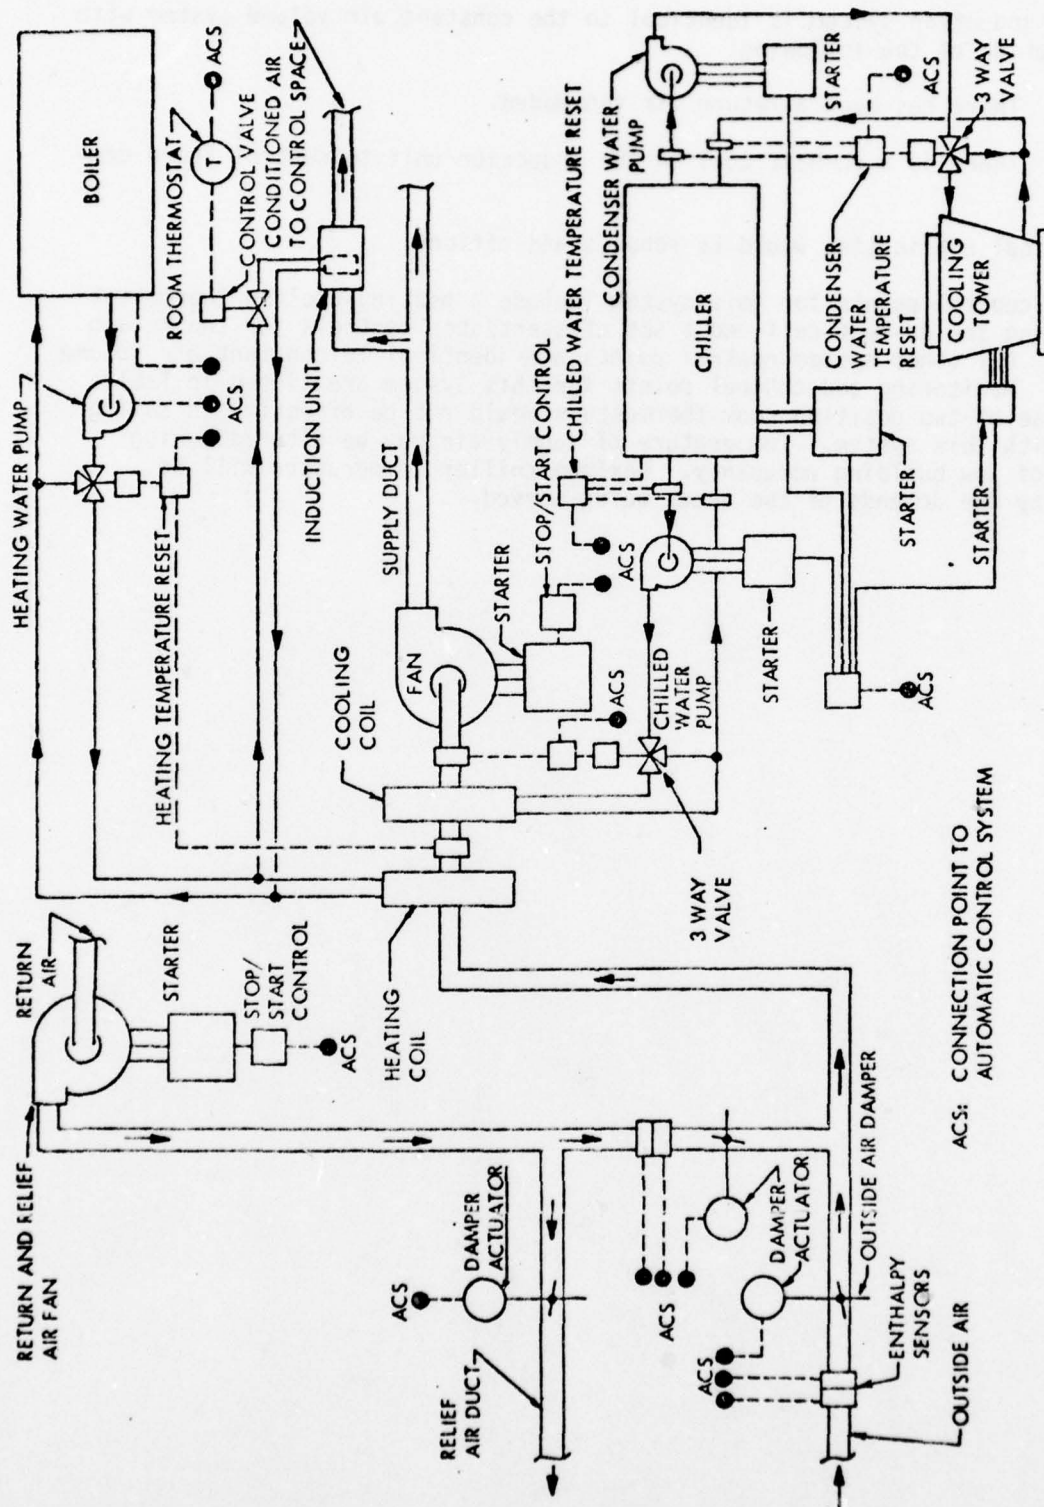 RETURN AND RELIEF
AIR FAN
RETURN
AIR
STARTER
STOP/
START
CONTROL
ACS
HEATING WATER PUMP
BOILER
ACS
ROOM THERMOSTAT
T
CONTROL VALVE
CONDITIONED AIR
TO CONTROL SPACE
ACS
HEATING TEMPERATURE RESET
INDUCTION UNIT
SUPPLY DUCT
HEATING
COIL
COOLING
COIL
FAN
STARTER
STOP/START CONTROL
ACS
ACS
CHILLED WATER TEMPERATURE RESET
CONDENSER WATER
PUMP
STARTER
ACS
3 WAY
VALVE
CHILLER
CONDENSER
WATER
TEMPERATURE
RESET
COOLING
TOWER
CHILLED
WATER
PUMP
3 WAY
VALVE
STARTER
STARTER
STARTER
ACS
RELIEF
AIR DUCT
ACS
DAMPER
ACTUATOR
ACS
DAMPER
ACTUATOR
ACS
OUTSIDE AIR DAMPER
ENTHALPY
SENSORS
OUTSIDE AIR
ACS: CONNECTION POINT TO
AUTOMATIC CONTROL SYSTEM